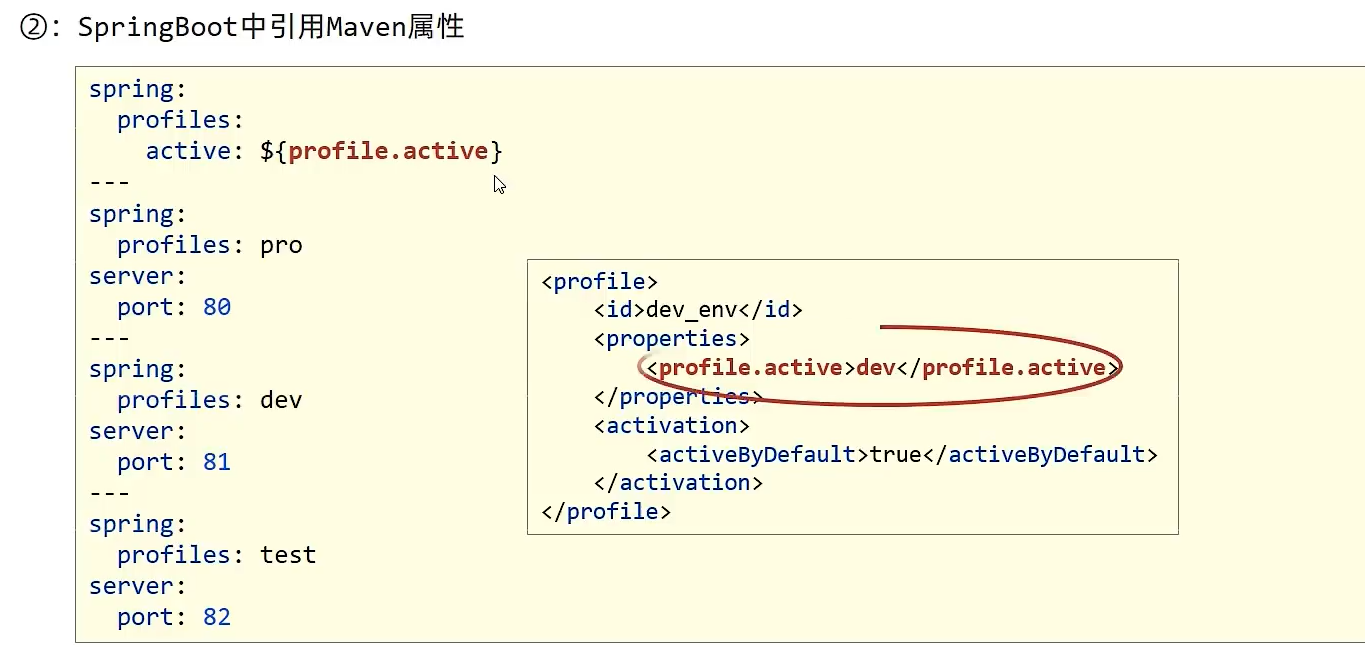 ②：SpringBoot中引用Maven属性
spring:
  profiles:
    active: ${profile.active}
---
spring:
  profiles: pro
server:
  port: 80
---
spring:
  profiles: dev
server:
  port: 81
---
spring:
  profiles: test
server:
  port: 82
<profile>
    <id>dev_env</id>
    <properties>
        <profile.active>dev</profile.active>
    </properties>
    <activation>
        <activeByDefault>true</activeByDefault>
    </activation>
</profile>